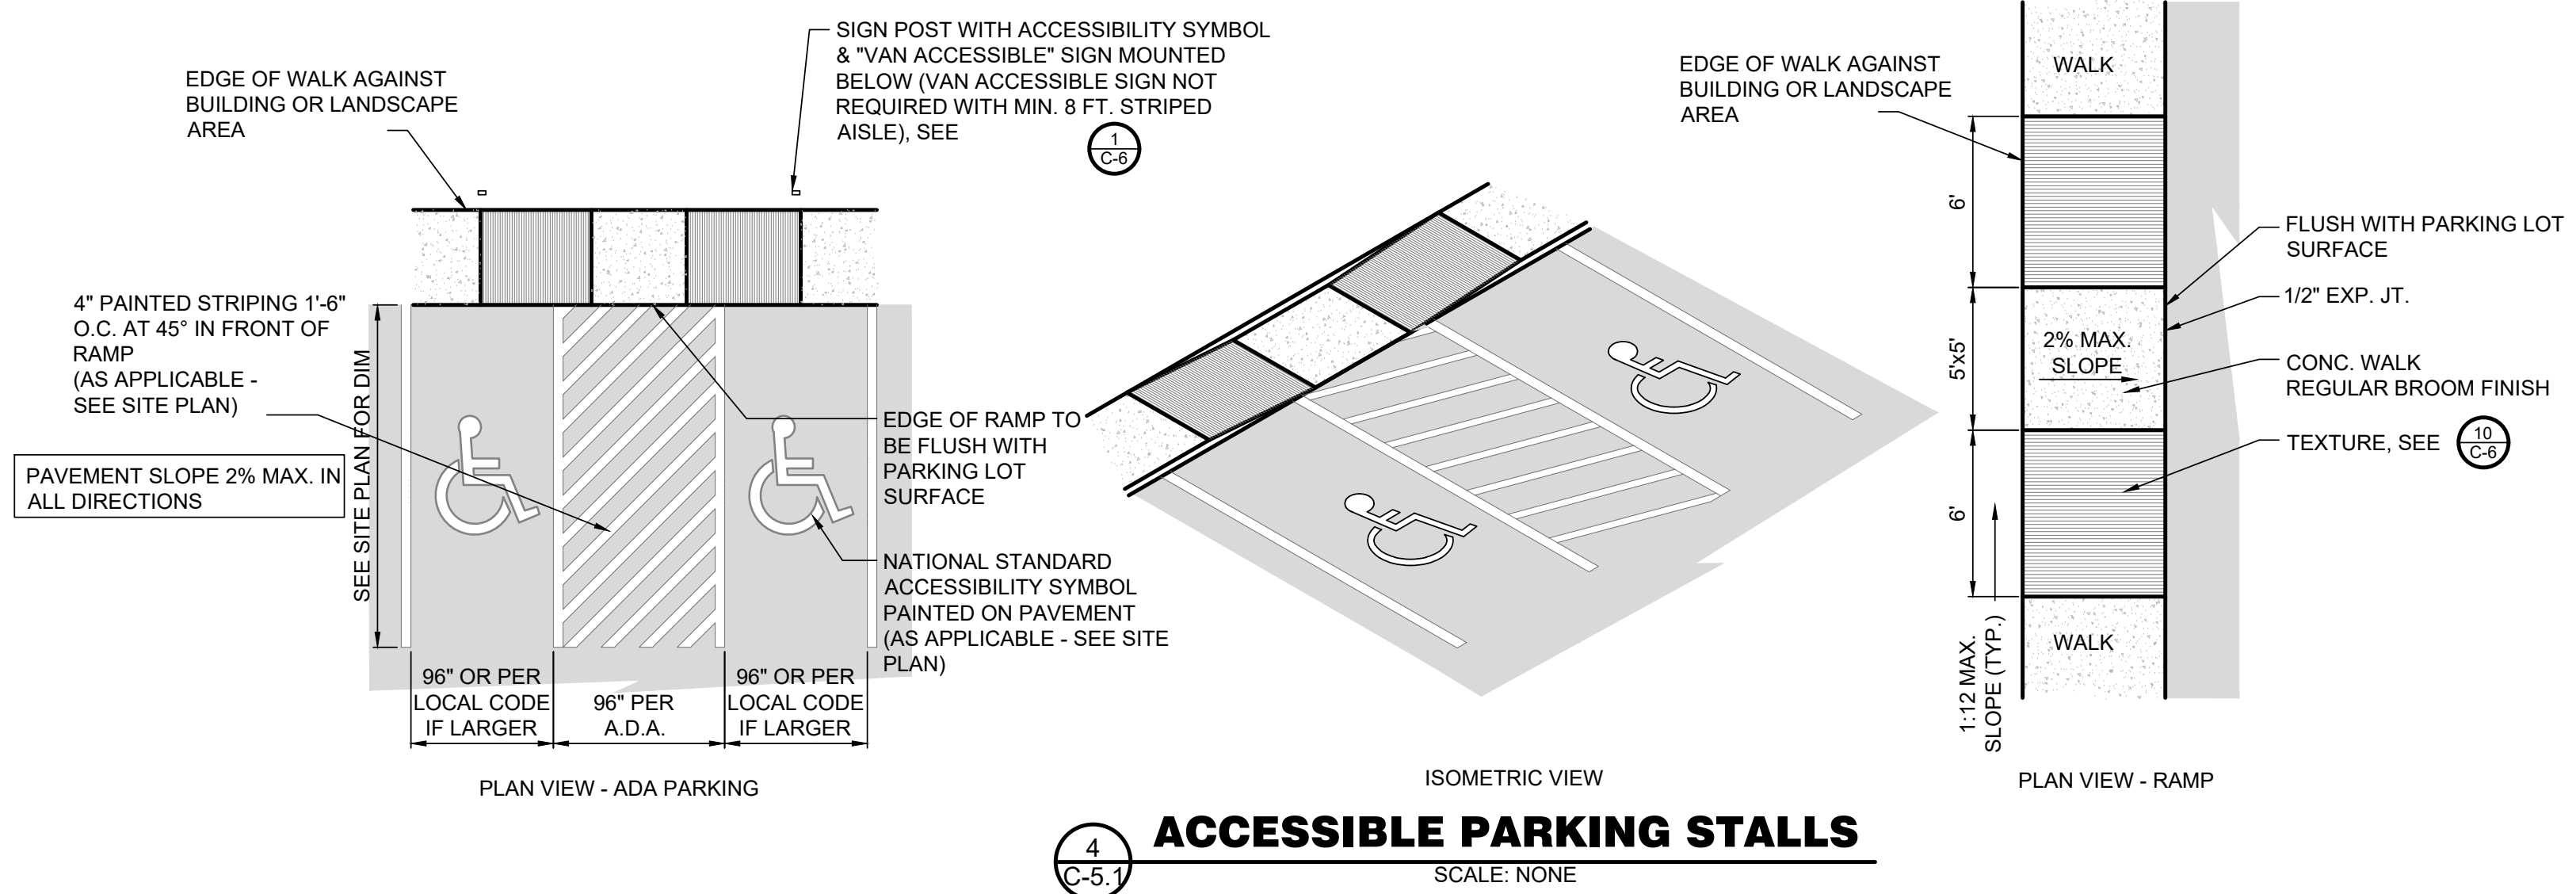 EDGE OF WALK AGAINST
BUILDING OR LANDSCAPE
AREA
SIGN POST WITH ACCESSIBILITY SYMBOL
& "VAN ACCESSIBLE" SIGN MOUNTED
BELOW (VAN ACCESSIBLE SIGN NOT
REQUIRED WITH MIN. 8 FT. STRIPED
AISLE), SEE
1
C-6
4" PAINTED STRIPING 1'-6"
O.C. AT 45° IN FRONT OF
RAMP
(AS APPLICABLE -
SEE SITE PLAN)
PAVEMENT SLOPE 2% MAX. IN
ALL DIRECTIONS
SEE SITE PLAN FOR DIM
EDGE OF RAMP TO
BE FLUSH WITH
PARKING LOT
SURFACE
NATIONAL STANDARD
ACCESSIBILITY SYMBOL
PAINTED ON PAVEMENT
(AS APPLICABLE - SEE SITE
PLAN)
96" OR PER
LOCAL CODE
IF LARGER
96" PER
A.D.A.
96" OR PER
LOCAL CODE
IF LARGER
PLAN VIEW - ADA PARKING
ISOMETRIC VIEW
EDGE OF WALK AGAINST
BUILDING OR LANDSCAPE
AREA
WALK
6'
5'x5'
6'
2% MAX.
SLOPE
FLUSH WITH PARKING LOT
SURFACE
1/2" EXP. JT.
CONC. WALK
REGULAR BROOM FINISH
TEXTURE, SEE
10
C-6
1:12 MAX.
SLOPE (TYP.)
WALK
PLAN VIEW - RAMP
4
C-5.1
ACCESSIBLE PARKING STALLS
SCALE: NONE